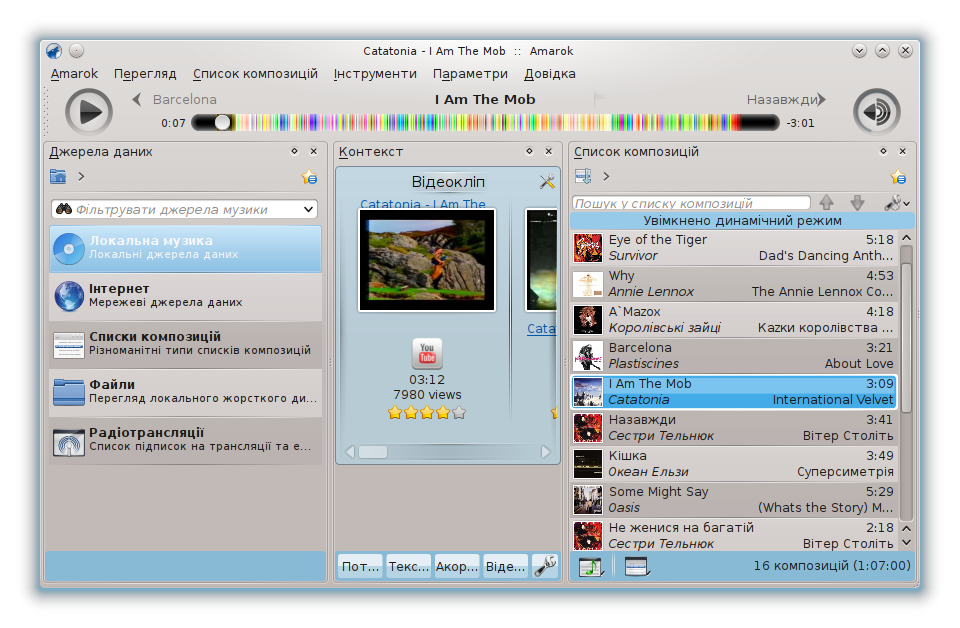 Catatonia - I Am The Mob :: Amarok
Amarok Перегляд Список композицій Інструменти Параметри Довідка
Barcelona I Am The Mob Назавжди
0:07 -3:01
Джерела даних
Фільтрувати джерела музики
Локальна музика
Локальні джерела даних
Інтернет
Мережеві джерела даних
Списки композицій
Різноманітні типи списків композицій
Файли
Перегляд локального жорсткого ди...
Радіотрансляції
Список підписок на трансляції та е...
Контекст
Відеокліп
Catatonia - I Am The
You
Tube
03:12
7980 views
Cata
Пот... Текс... Акор... Віде...
Список композицій
Пошук у списку композицій
Увімкнено динамічний режим
Eye of the Tiger 5:18
Survivor Dad's Dancing Anth...
Why 4:53
Annie Lennox The Annie Lennox Co...
A`Mazox 4:18
Королівські зайці Казки королівства ...
Barcelona 3:21
Plastiscines About Love
I Am The Mob 3:09
Catatonia International Velvet
Назавжди 3:41
Сестри Тельнюк Вітер Століть
Кішка 3:49
Океан Ельзи Суперсиметрія
Some Might Say 5:29
Oasis (Whats the Story) M...
Не женися на багатій 2:18
Сестри Тельнюк Вітер Століть
16 композицій (1:07:00)